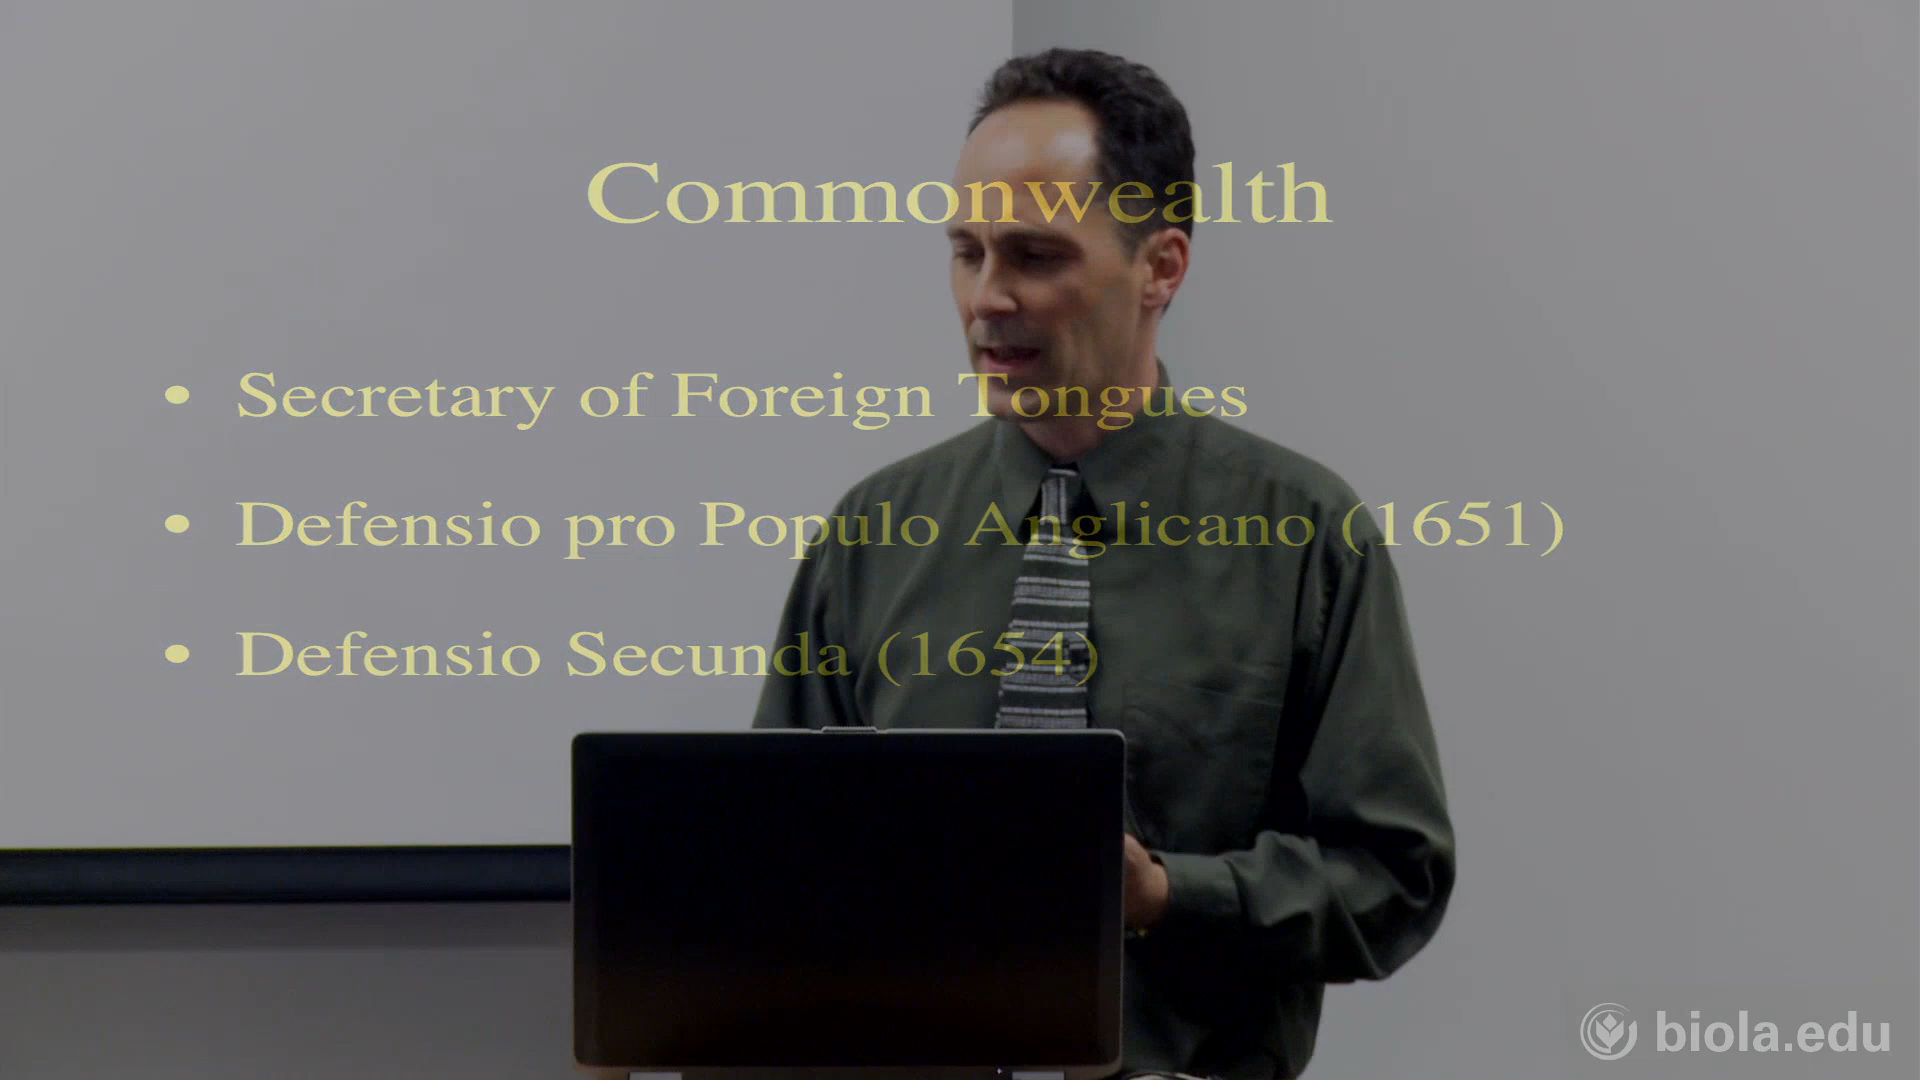 Commonwealth
• Secretary of Foreign Tongues
• Defensio pro Populo Anglicano (1651)
• Defensio Secunda (1654)
biola.edu